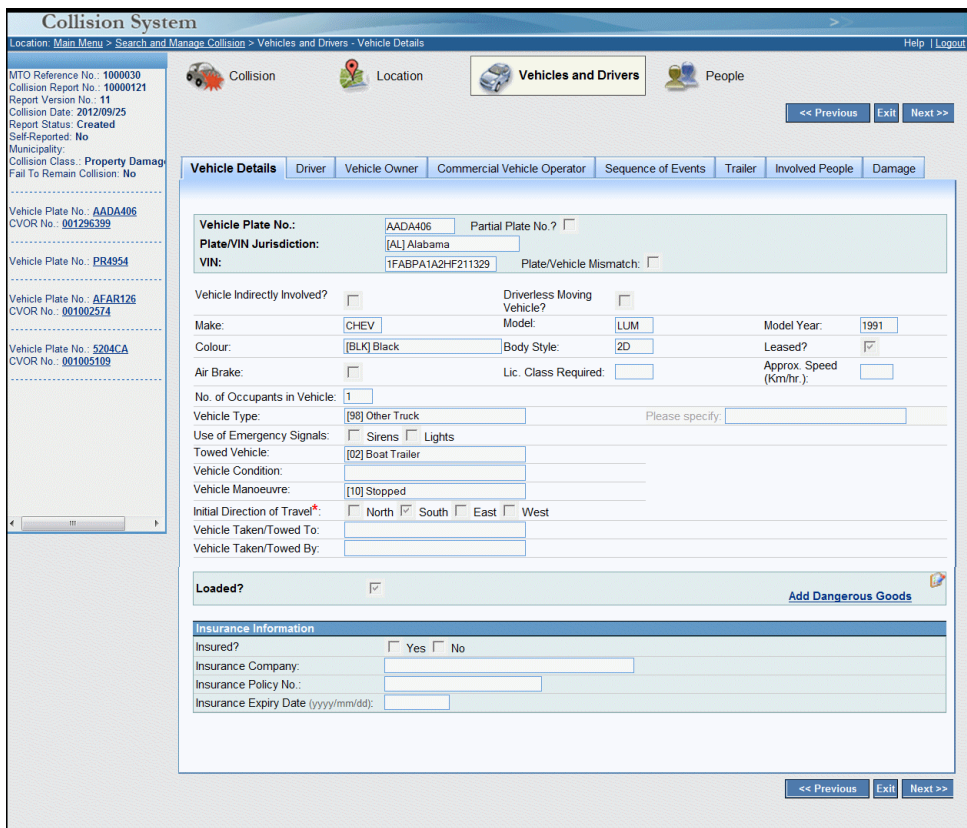 Collision System
Location: Main Menu > Search and Manage Collision > Vehicles and Drivers - Vehicle Details
Help | Logout
MTO Reference No.: 1000030
Collision Report No.: 10000121
Report Version No.: 11
Collision Date: 2012/09/25
Report Status: Created
Self-Reported: No
Municipality:
Collision Class.: Property Damag
Fail To Remain Collision: No
Vehicle Plate No.: AADA406
CVOR No.: 001296399
Vehicle Plate No.: PR4954
Vehicle Plate No.: AFAR126
CVOR No.: 001002574
Vehicle Plate No.: 5204CA
CVOR No.: 001005109
Collision Location Vehicles and Drivers People
<< Previous Exit Next >>
Vehicle Details Driver Vehicle Owner Commercial Vehicle Operator Sequence of Events Trailer Involved People Damage
Vehicle Plate No.: AADA406 Partial Plate No.?
Plate/VIN Jurisdiction: [AL] Alabama
VIN: 1FABPA1A2HF211329 Plate/Vehicle Mismatch:
Vehicle Indirectly Involved? Driverless Moving
Vehicle?
Make: CHEV Model: LUM Model Year: 1991
Colour: [BLK] Black Body Style: 2D Leased?
Air Brake: Lic. Class Required: Approx. Speed
(Km/hr.):
No. of Occupants in Vehicle: 1
Vehicle Type: [98] Other Truck Please specify:
Use of Emergency Signals: Sirens Lights
Towed Vehicle: [02] Boat Trailer
Vehicle Condition:
Vehicle Manoeuvre: [10] Stopped
Initial Direction of Travel*: North South East West
Vehicle Taken/Towed To:
Vehicle Taken/Towed By:
Loaded?
Add Dangerous Goods
Insurance Information
Insured? Yes No
Insurance Company:
Insurance Policy No.:
Insurance Expiry Date (yyyy/mm/dd):
<< Previous Exit Next >>